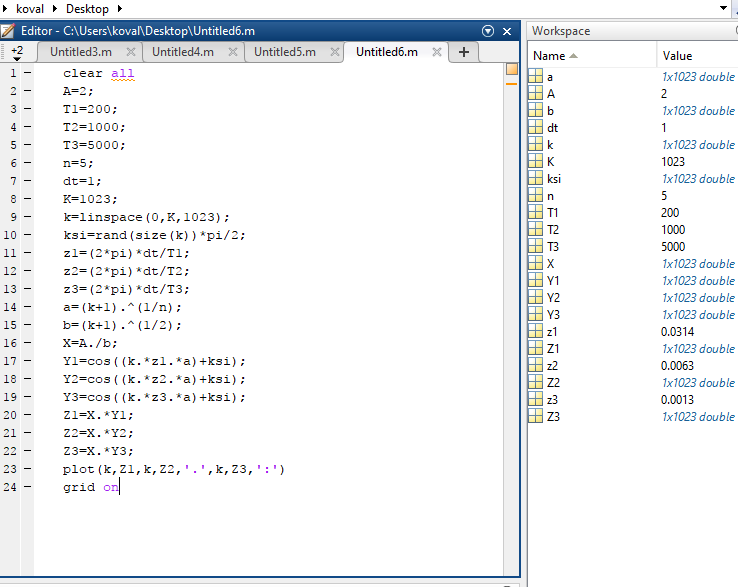 koval Desktop
Editor - C:\Users\koval\Desktop\Untitled6.m
+2 Untitled3.m Untitled4.m Untitled5.m Untitled6.m +
1 - clear all
2 - A=2;
3 - T1=200;
4 - T2=1000;
5 - T3=5000;
6 - n=5;
7 - dt=1;
8 - K=1023;
9 - k=linspace(0,K,1023);
10 - ksi=rand(size(k))*pi/2;
11 - z1=(2*pi)*dt/T1;
12 - z2=(2*pi)*dt/T2;
13 - z3=(2*pi)*dt/T3;
14 - a=(k+1).^(1/n);
15 - b=(k+1).^(1/2);
16 - X=A./b;
17 - Y1=cos((k.*z1.*a)+ksi);
18 - Y2=cos((k.*z2.*a)+ksi);
19 - Y3=cos((k.*z3.*a)+ksi);
20 - Z1=X.*Y1;
21 - Z2=X.*Y2;
22 - Z3=X.*Y3;
23 - plot(k,Z1,k,Z2,'.',k,Z3,':')
24 - grid on
Workspace
Name Value
a 1x1023 double
A 2
b 1x1023 double
dt 1
k 1x1023 double
K 1023
ksi 1x1023 double
n 5
T1 200
T2 1000
T3 5000
X 1x1023 double
Y1 1x1023 double
Y2 1x1023 double
Y3 1x1023 double
z1 0.0314
Z1 1x1023 double
z2 0.0063
Z2 1x1023 double
z3 0.0013
Z3 1x1023 double